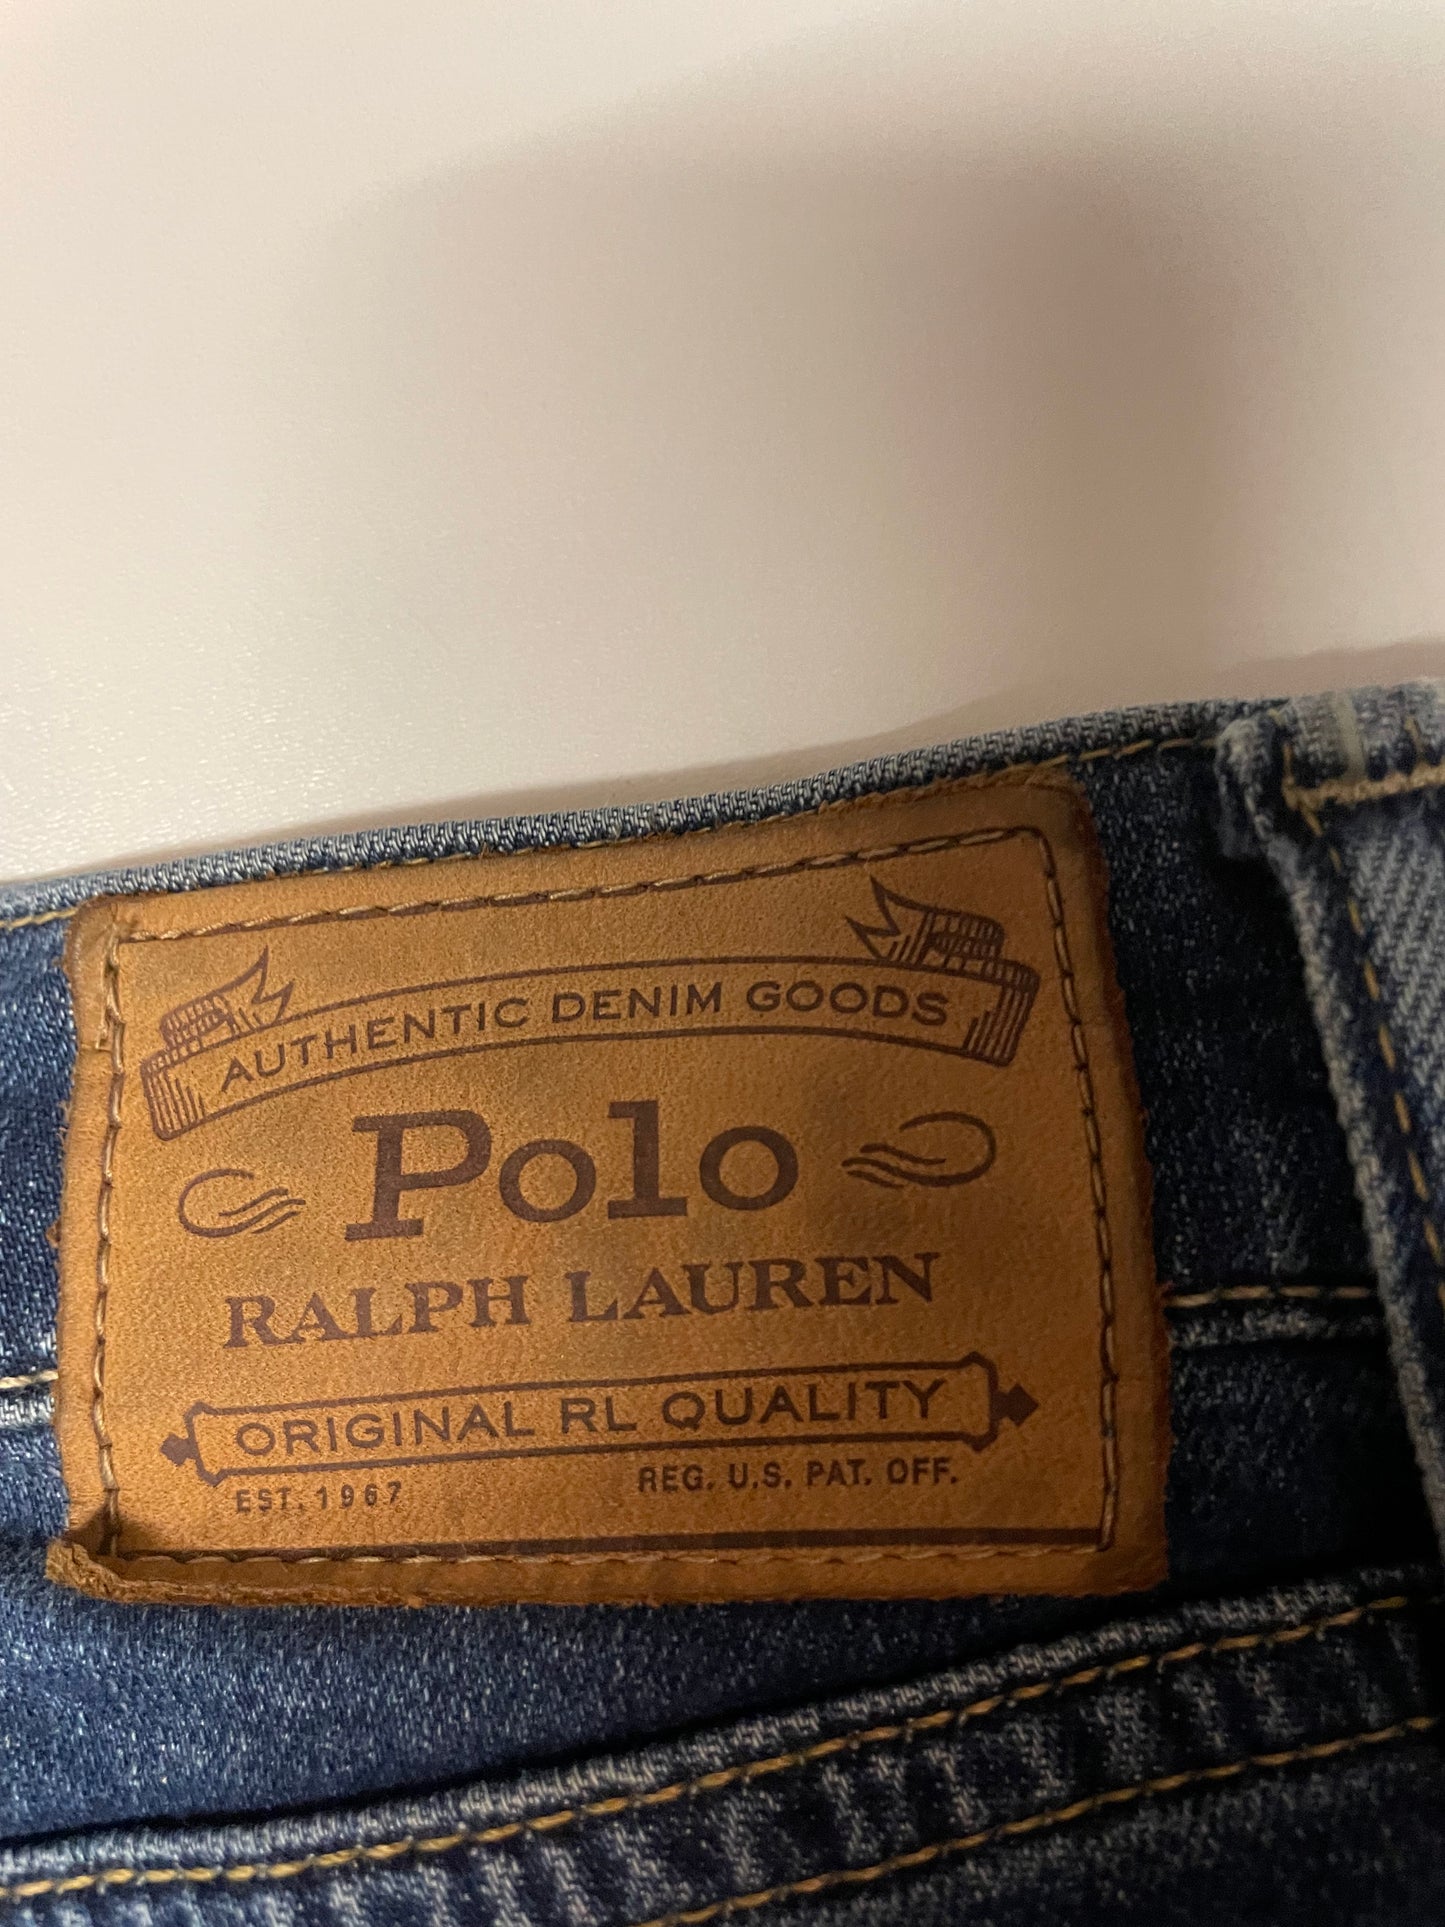 AUTHENTIC DENIM GOODS
Polo
RALPH LAUREN
ORIGINAL RL QUALITY
EST. 1967 REG. U.S. PAT. OFF.